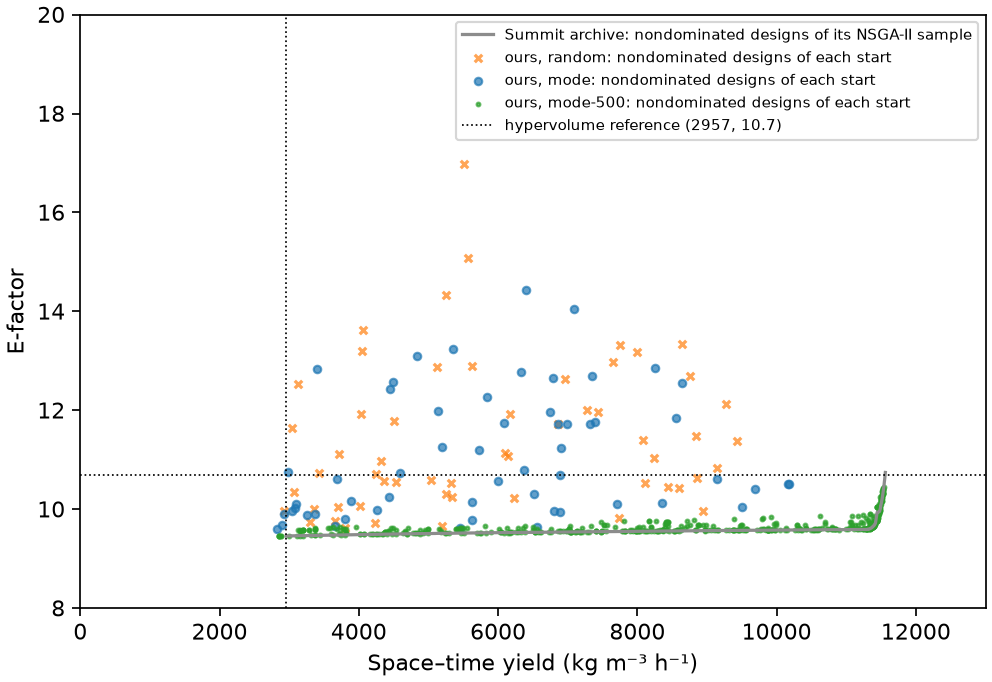 20
18
16
14
12
10
8
E-factor
Summit archive: nondominated designs of its NSGA-II sample
ours, random: nondominated designs of each start
ours, mode: nondominated designs of each start
ours, mode-500: nondominated designs of each start
hypervolume reference (2957, 10.7)
0 2000 4000 6000 8000 10000 12000
Space–time yield (kg m⁻³ h⁻¹)